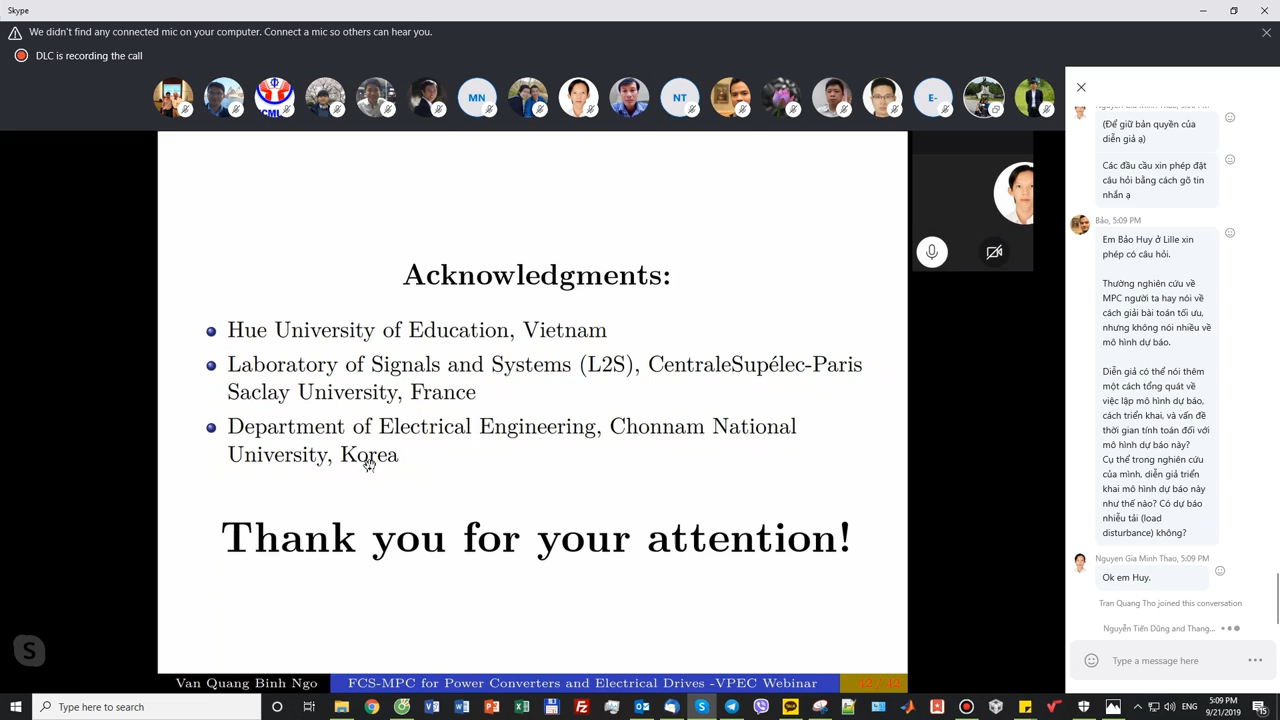 Skype
We didn't find any connected mic on your computer. Connect a mic so others can hear you.
DLC is recording the call
MN
NT
E-
Acknowledgments:
Hue University of Education, Vietnam
Laboratory of Signals and Systems (L2S), CentraleSupélec-Paris
Saclay University, France
Department of Electrical Engineering, Chonnam National
University, Korea
Thank you for your attention!
Van Quang Binh Ngo
FCS-MPC for Power Converters and Electrical Drives -VPEC Webinar
42 / 42
(Để giữ bản quyền của
diễn giả ạ)
Các đầu cầu xin phép đặt
câu hỏi bằng cách gõ tin
nhắn ạ
Bảo, 5:09 PM
Em Bảo Huy ở Lille xin
phép có câu hỏi.
Thường nghiên cứu về
MPC người ta hay nói về
cách giải bài toán tối ưu,
nhưng không nói nhiều về
mô hình dự báo.
Diễn giả có thể nói thêm
một cách tổng quát về
việc lập mô hình dự báo,
cách triển khai, và vấn đề
thời gian tính toán đối với
mô hình dự báo này?
Cụ thể trong nghiên cứu
của mình, diễn giả triển
khai mô hình dự báo này
như thế nào? Có dự báo
nhiễu tải (load
disturbance) không?
Nguyen Gia Minh Thao, 5:09 PM
Ok em Huy.
Tran Quang Tho joined this conversation
Nguyễn Tiến Dũng and Thang...
Type a message here
Type here to search
ENG
5:09 PM
9/21/2019
15